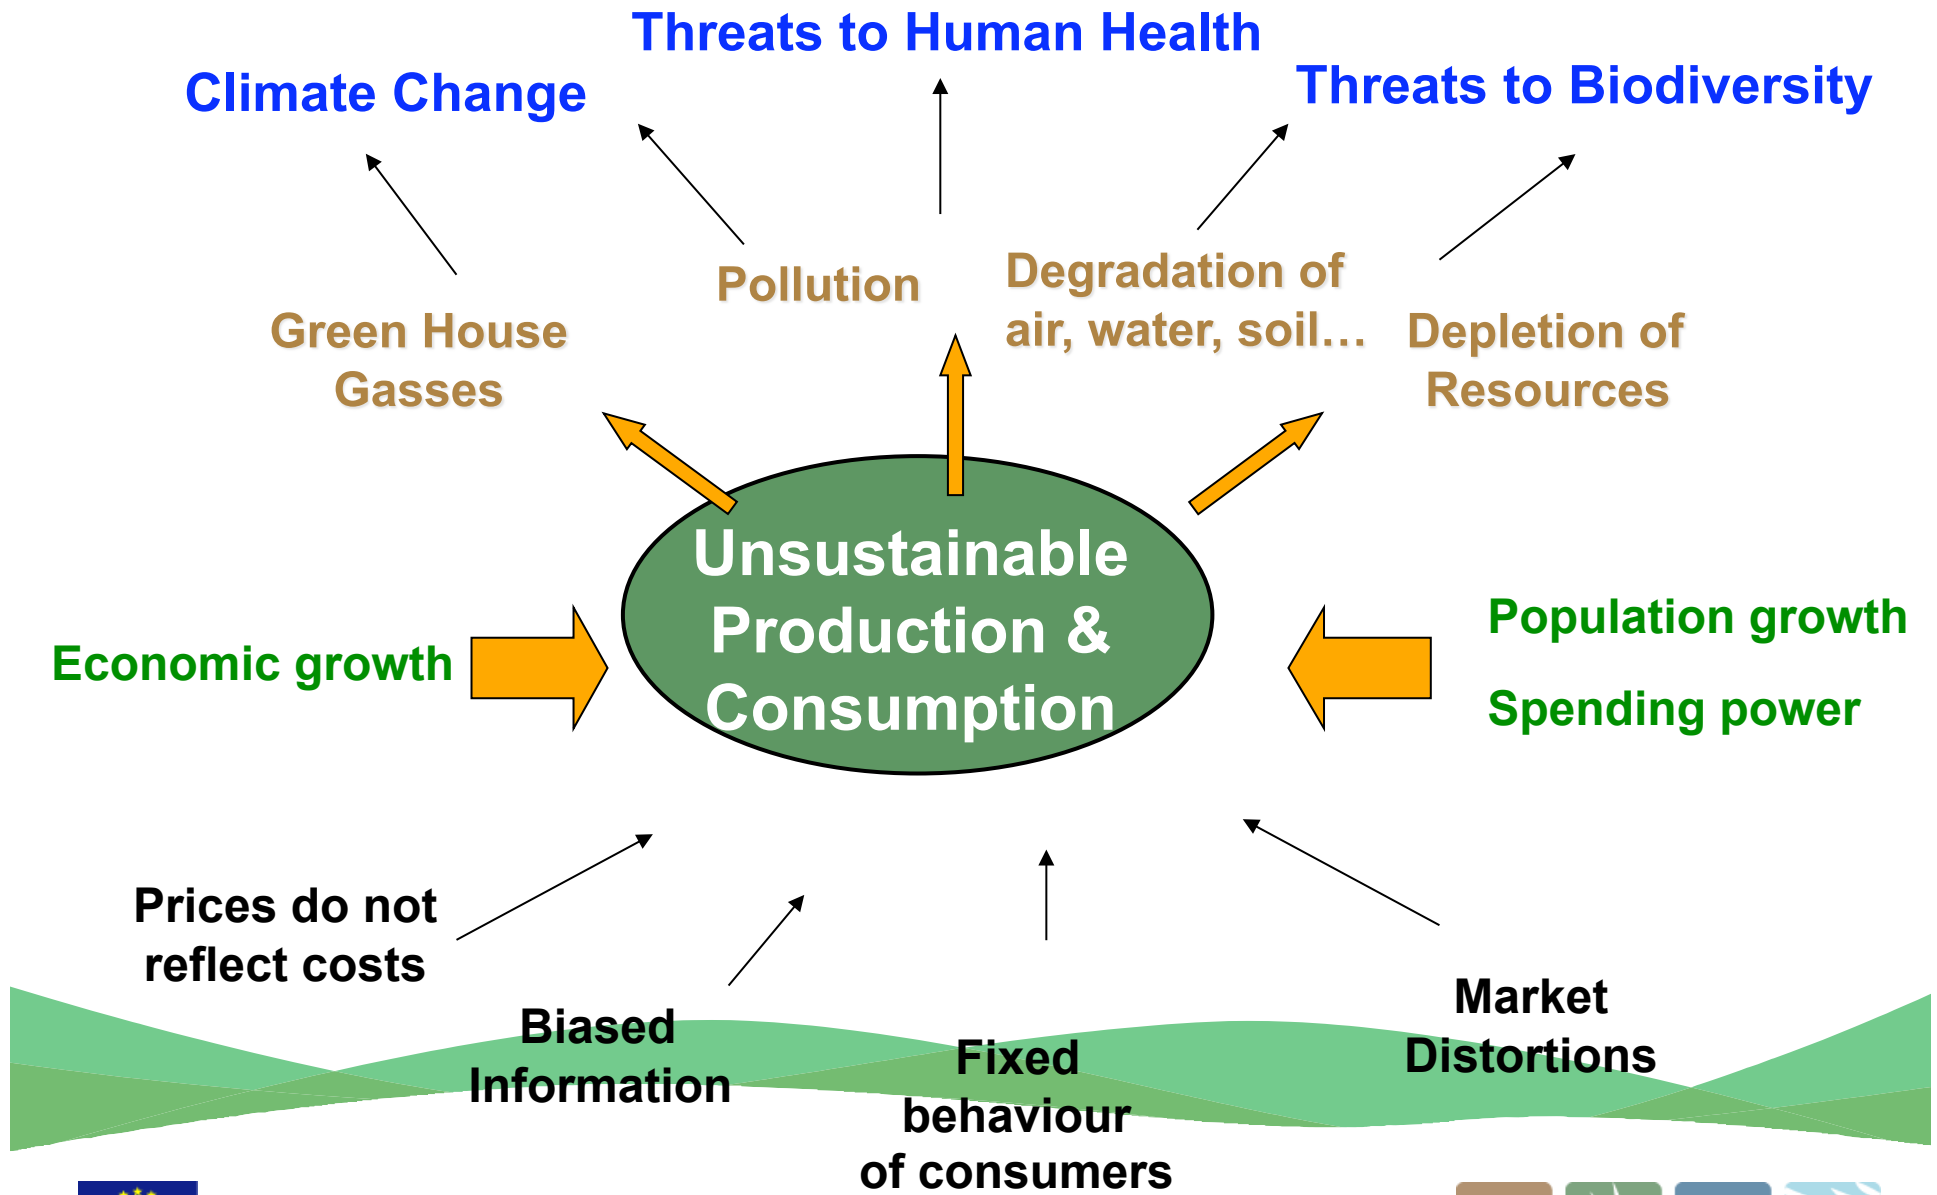 Threats to Human Health
Climate Change
Threats to Biodiversity
Pollution
Degradation of
air, water, soil…
Green House
Gasses
Depletion of
Resources
Unsustainable
Production &
Consumption
Economic growth
Population growth
Spending power
Prices do not
reflect costs
Biased
Information
Fixed
behaviour
of consumers
Market
Distortions